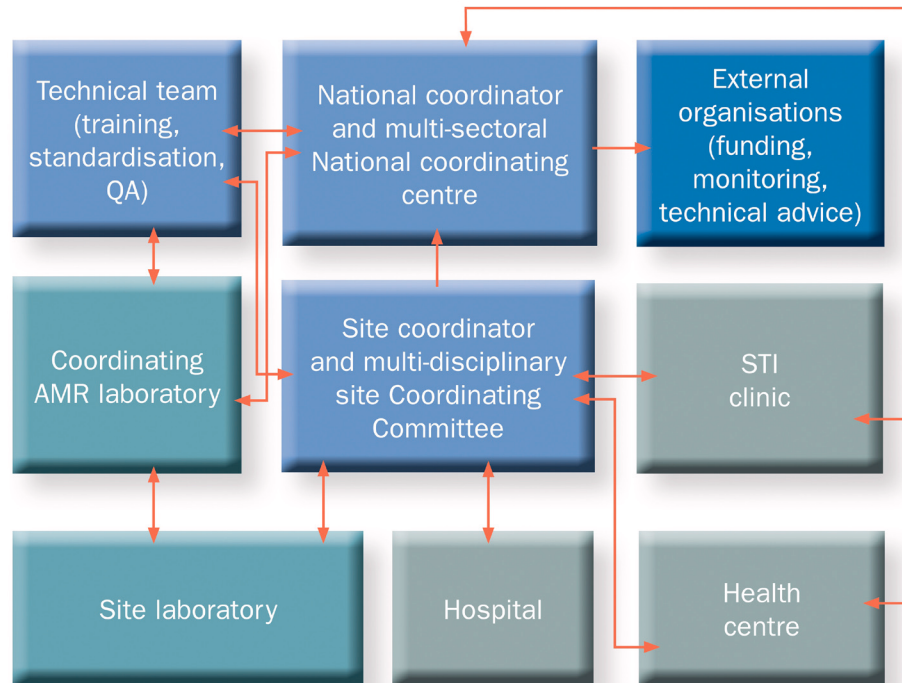 Technical team
(training,
standardisation,
QA)
National coordinator
and multi-sectoral
National coordinating
centre
External
organisations
(funding,
monitoring,
technical advice)
Coordinating
AMR laboratory
Site coordinator
and multi-disciplinary
site Coordinating
Committee
STI
clinic
Site laboratory
Hospital
Health
centre